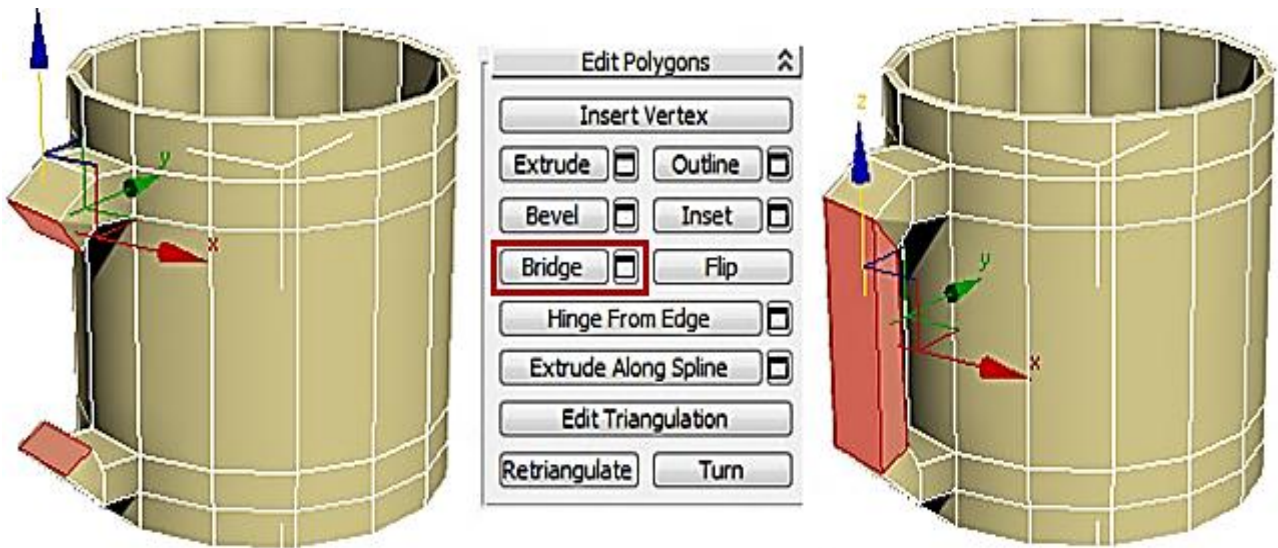 y
x
Edit Polygons
Insert Vertex
Extrude Outline
Bevel Inset
Bridge Flip
Hinge From Edge
Extrude Along Spline
Edit Triangulation
Retriangulate Turn
z
y
x